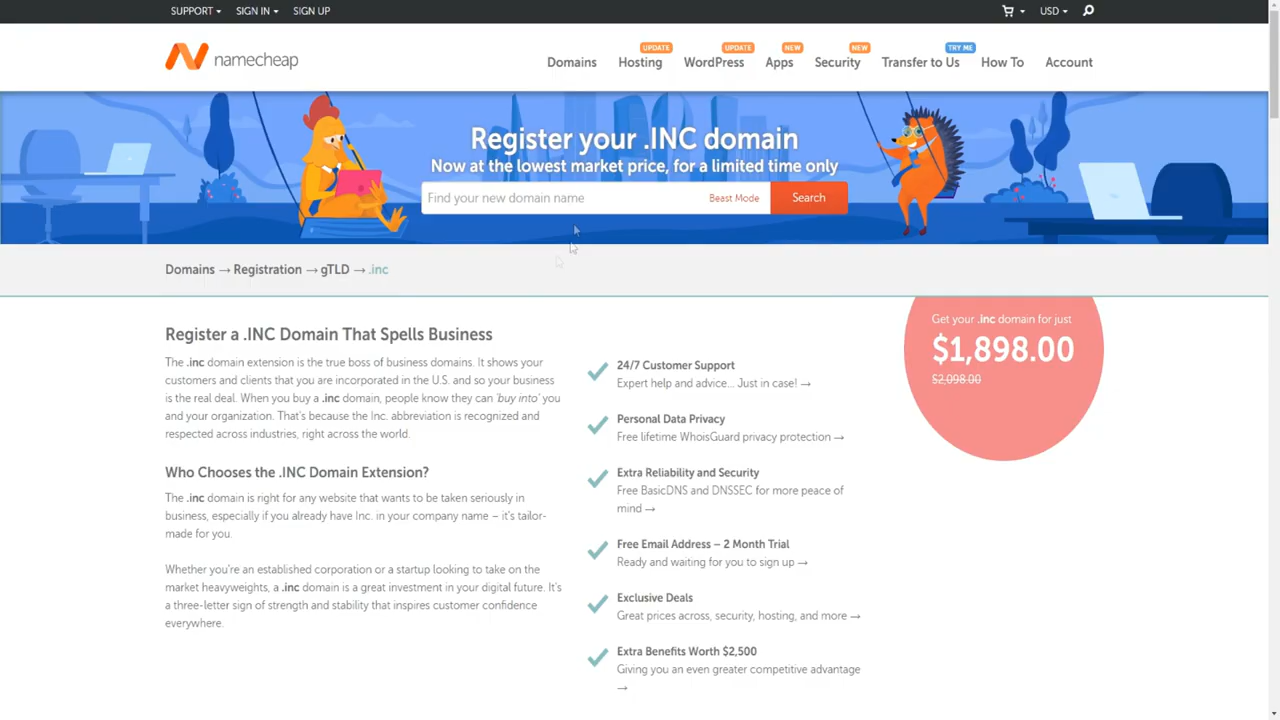 SUPPORT SIGN IN SIGN UP USD
UPDATE UPDATE NEW NEW TRY ME
namecheap Domains Hosting WordPress Apps Security Transfer to Us How To Account
Register your .INC domain
Now at the lowest market price, for a limited time only
Find your new domain name Beast Mode Search
Domains → Registration → gTLD → .inc
Register a .INC Domain That Spells Business
The .inc domain extension is the true boss of business domains. It shows your
customers and clients that you are incorporated in the U.S. and so your business
is the real deal. When you buy a .inc domain, people know they can 'buy into' you
and your organization. That's because the Inc. abbreviation is recognized and
respected across industries, right across the world.
Who Chooses the .INC Domain Extension?
The .inc domain is right for any website that wants to be taken seriously in
business, especially if you already have Inc. in your company name – it's tailor-
made for you.
Whether you're an established corporation or a startup looking to take on the
market heavyweights, a .inc domain is a great investment in your digital future. It's
a three-letter sign of strength and stability that inspires customer confidence
everywhere.
24/7 Customer Support
Expert help and advice... Just in case! →
Personal Data Privacy
Free lifetime WhoisGuard privacy protection →
Extra Reliability and Security
Free BasicDNS and DNSSEC for more peace of
mind →
Free Email Address – 2 Month Trial
Ready and waiting for you to sign up →
Exclusive Deals
Great prices across, security, hosting, and more →
Extra Benefits Worth $2,500
Giving you an even greater competitive advantage
→
Get your .inc domain for just
$1,898.00
$2,098.00